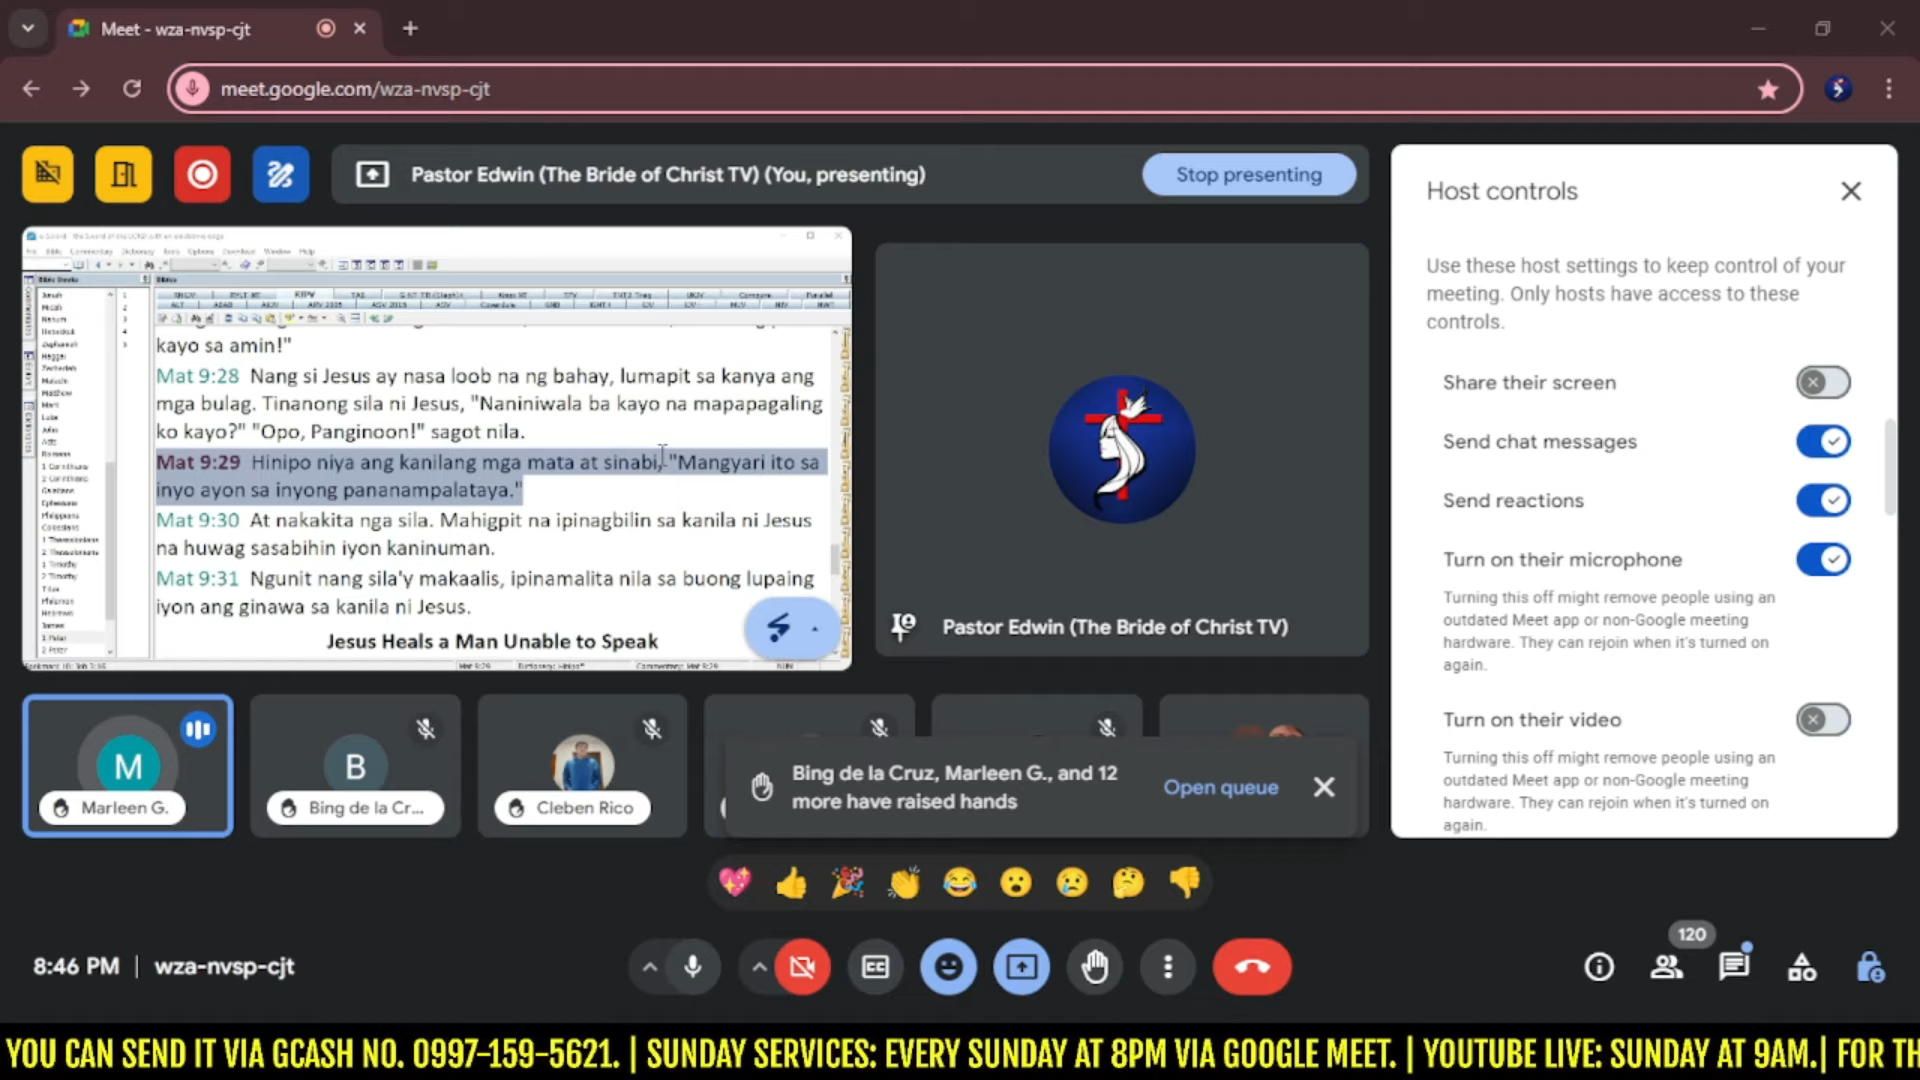 Meet - wza-nvsp-cjt
meet.google.com/wza-nvsp-cjt
Pastor Edwin (The Bride of Christ TV) (You, presenting)
Stop presenting
kayo sa amin!"
Mat 9:28 Nang si Jesus ay nasa loob na ng bahay, lumapit sa kanya ang
mga bulag. Tinanong sila ni Jesus, "Naniniwala ba kayo na mapapagaling
ko kayo?" "Opo, Panginoon!" sagot nila.
Mat 9:29 Hinipo niya ang kanilang mga mata at sinabi, "Mangyari ito sa
inyo ayon sa inyong pananampalataya."
Mat 9:30 At nakakita nga sila. Mahigpit na ipinagbilin sa kanila ni Jesus
na huwag sasabihin iyon kaninuman.
Mat 9:31 Ngunit nang sila'y makaalis, ipinamalita nila sa buong lupaing
iyon ang ginawa sa kanila ni Jesus.
Jesus Heals a Man Unable to Speak
Pastor Edwin (The Bride of Christ TV)
Host controls
Use these host settings to keep control of your
meeting. Only hosts have access to these
controls.
Share their screen
Send chat messages
Send reactions
Turn on their microphone
Turning this off might remove people using an
outdated Meet app or non-Google meeting
hardware. They can rejoin when it's turned on
again.
Turn on their video
Turning this off might remove people using an
outdated Meet app or non-Google meeting
hardware. They can rejoin when it's turned on
again.
M
Marleen G.
B
Bing de la Cr...
Cleben Rico
Bing de la Cruz, Marleen G., and 12
more have raised hands
Open queue
8:46 PM | wza-nvsp-cjt
120
YOU CAN SEND IT VIA GCASH NO. 0997-159-5621. | SUNDAY SERVICES: EVERY SUNDAY AT 8PM VIA GOOGLE MEET. | YOUTUBE LIVE: SUNDAY AT 9AM.| FOR TH